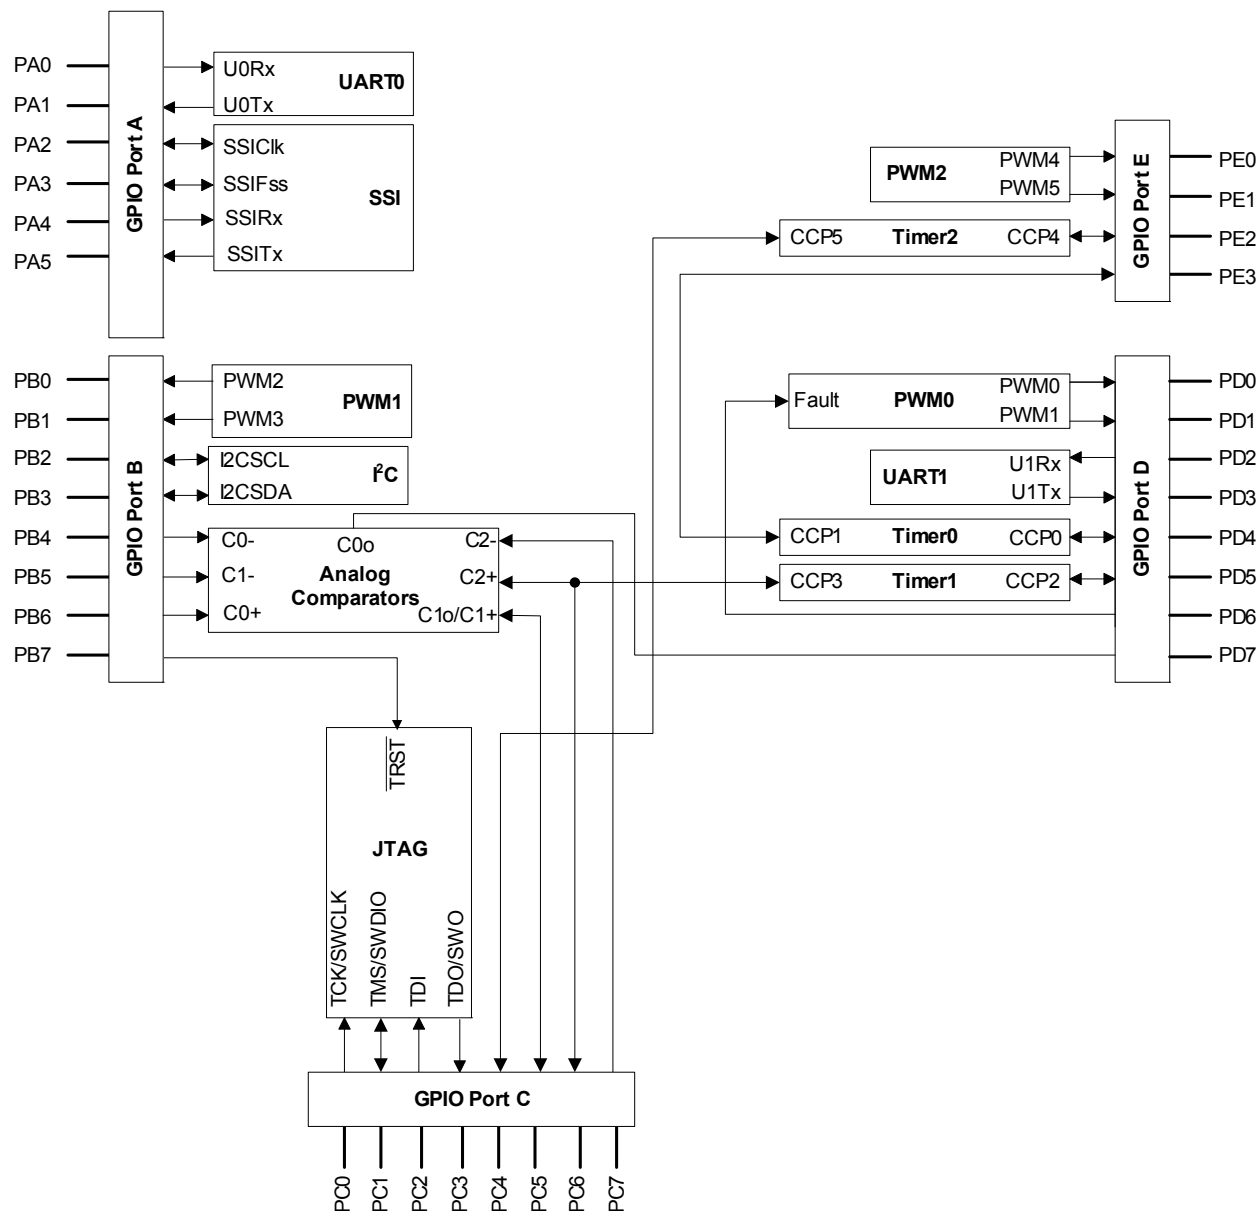 PA0
PA1
PA2
PA3
PA4
PA5
GPIO Port A
U0Rx
UART0
U0Tx
SSIClk
SSIFss
SSI
SSIRx
SSITx
PB0
PB1
PB2
PB3
PB4
PB5
PB6
PB7
GPIO Port B
PWM2
PWM1
PWM3
I2CSCL
I²C
I2CSDA
C0-
C0o
C2-
C1-
Analog
C2+
Comparators
C0+
C1o/C1+
TRST
JTAG
TCK/SWCLK
TMS/SWDIO
TDI
TDO/SWO
GPIO Port C
PC0
PC1
PC2
PC3
PC4
PC5
PC6
PC7
PWM2
PWM4
PWM5
CCP5
Timer2
CCP4
GPIO Port E
PE0
PE1
PE2
PE3
Fault
PWM0
PWM0
PWM1
UART1
U1Rx
U1Tx
CCP1
Timer0
CCP0
CCP3
Timer1
CCP2
GPIO Port D
PD0
PD1
PD2
PD3
PD4
PD5
PD6
PD7